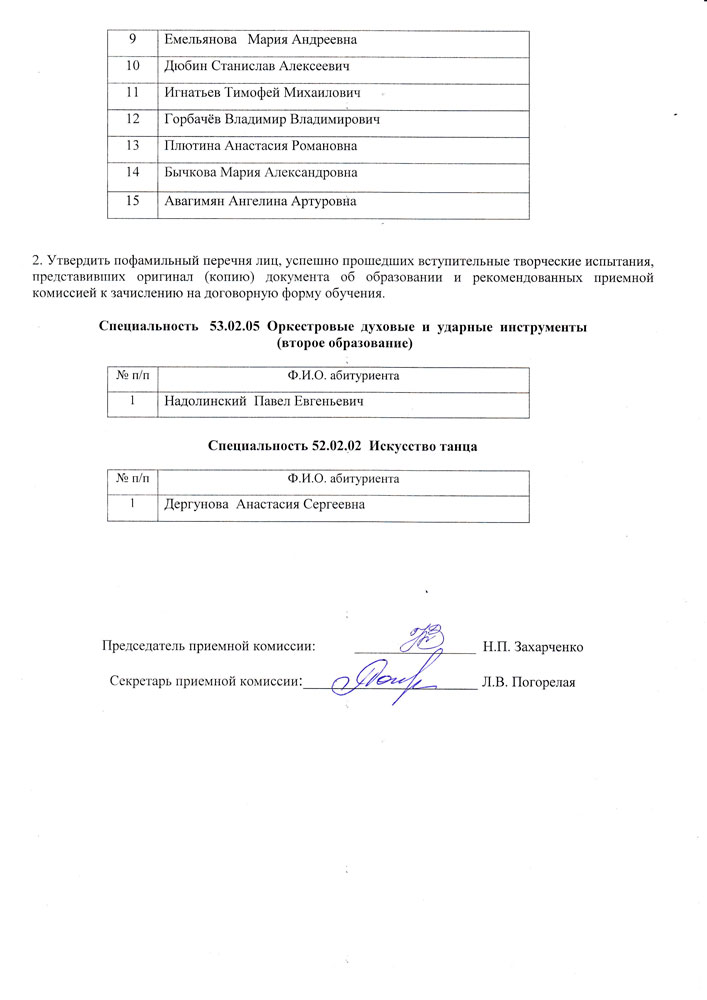 9 Емельянова Мария Андреевна
10 Дюбин Станислав Алексеевич
11 Игнатьев Тимофей Михаилович
12 Горбачёв Владимир Владимирович
13 Плютина Анастасия Романовна
14 Бычкова Мария Александровна
15 Авагимян Ангелина Артуровна
2. Утвердить пофамильный перечня лиц, успешно прошедших вступительные творческие испытания,
представивших оригинал (копию) документа об образовании и рекомендованных приемной
комиссией к зачислению на договорную форму обучения.
Специальность 53.02.05 Оркестровые духовые и ударные инструменты
(второе образование)
№ п/п Ф.И.О. абитуриента
1 Надолинский Павел Евгеньевич
Специальность 52.02.02 Искусство танца
№ п/п Ф.И.О. абитуриента
1 Дергунова Анастасия Сергеевна
Председатель приемной комиссии: Н.П. Захарченко
Секретарь приемной комиссии: Л.В. Погорелая